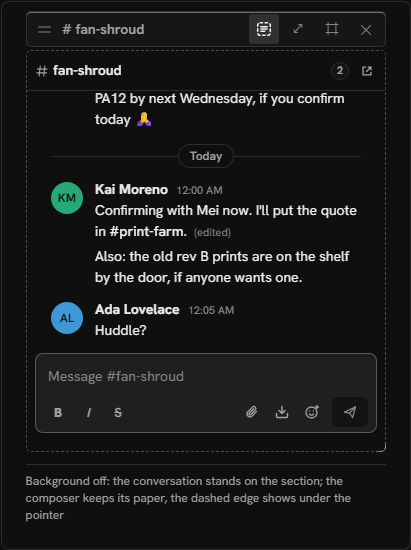 # fan-shroud
# fan-shroud
2
PA12 by next Wednesday, if you confirm
today 🙏
Today
KM
Kai Moreno 12:00 AM
Confirming with Mei now. I'll put the quote
in #print-farm. (edited)
Also: the old rev B prints are on the shelf
by the door, if anyone wants one.
AL
Ada Lovelace 12:05 AM
Huddle?
Message #fan-shroud
B I S
Background off: the conversation stands on the section; the
composer keeps its paper, the dashed edge shows under the
pointer